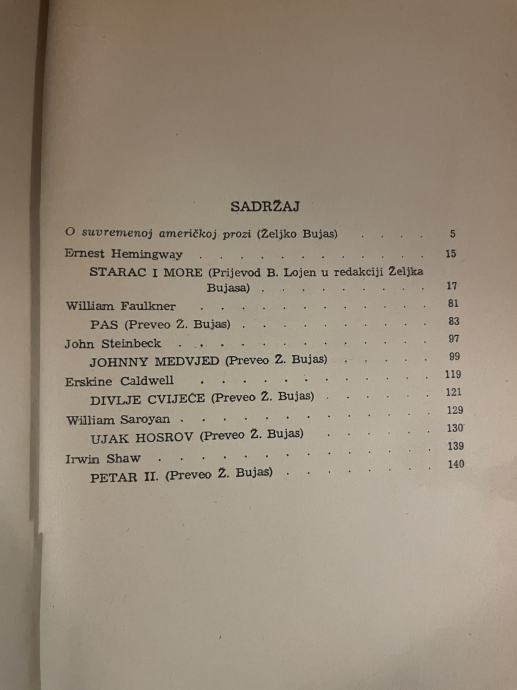 SADRŽAJ
O suvremenoj američkoj prozi (Željko Bujas) . . . . 5
Ernest Hemingway . . . . . . . . . . . . 15
STARAC I MORE (Prijevod B. Lojen u redakciji Željka
Bujasa) . . . . . . . . . 17
William Faulkner . . . . . . . . . . . . 81
PAS (Preveo Ž. Bujas) . . . . . . . . . . 83
John Steinbeck . . . . . . . . . . . . 97
JOHNNY MEDVJED (Preveo Ž. Bujas) . . . . . 99
Erskine Caldwell . . . . . . . . . . . 119
DIVLJE CVIJEĆE (Preveo Ž. Bujas) . . . . . 121
William Saroyan . . . . . . . . . . . . 129
UJAK HOSROV (Preveo Ž. Bujas) . . . . . 130
Irwin Shaw . . . . . . . . . . . . 139
PETAR II. (Preveo Ž. Bujas) . . . . . . . 140